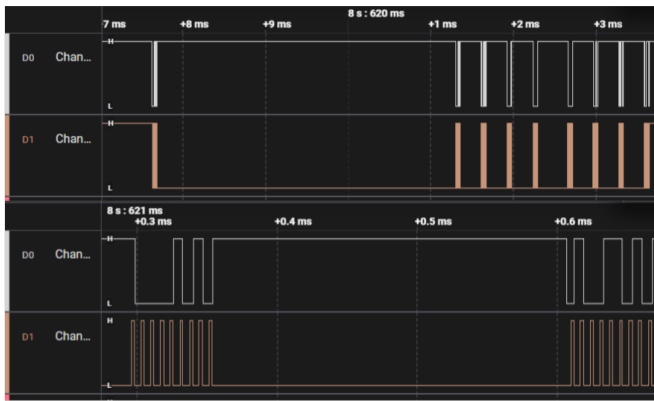 8 s : 620 ms
7 ms +8 ms +9 ms +1 ms +2 ms +3 ms
D0 Chan... H
L
D1 Chan... H
L
8 s : 621 ms
+0.3 ms +0.4 ms +0.5 ms +0.6 ms
D0 Chan... H
L
D1 Chan... H
L